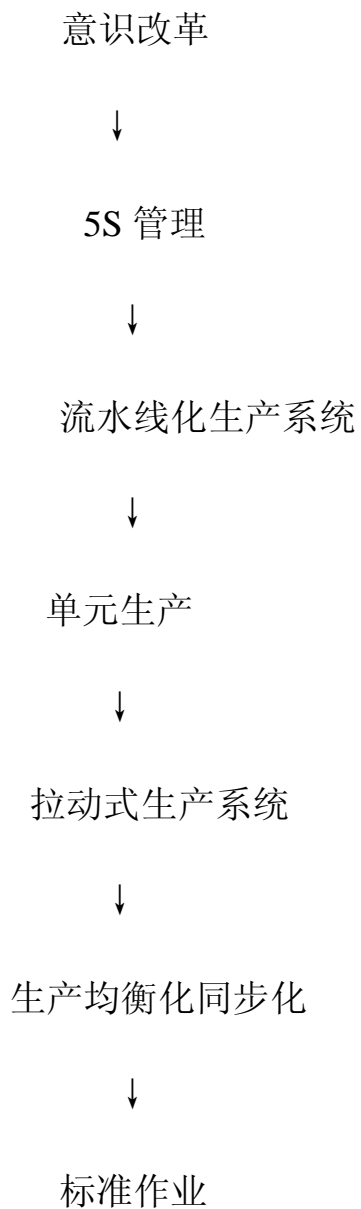 意识改革
↓
5S 管理
↓
流水线化生产系统
↓
单元生产
↓
拉动式生产系统
↓
生产均衡化同步化
↓
标准作业